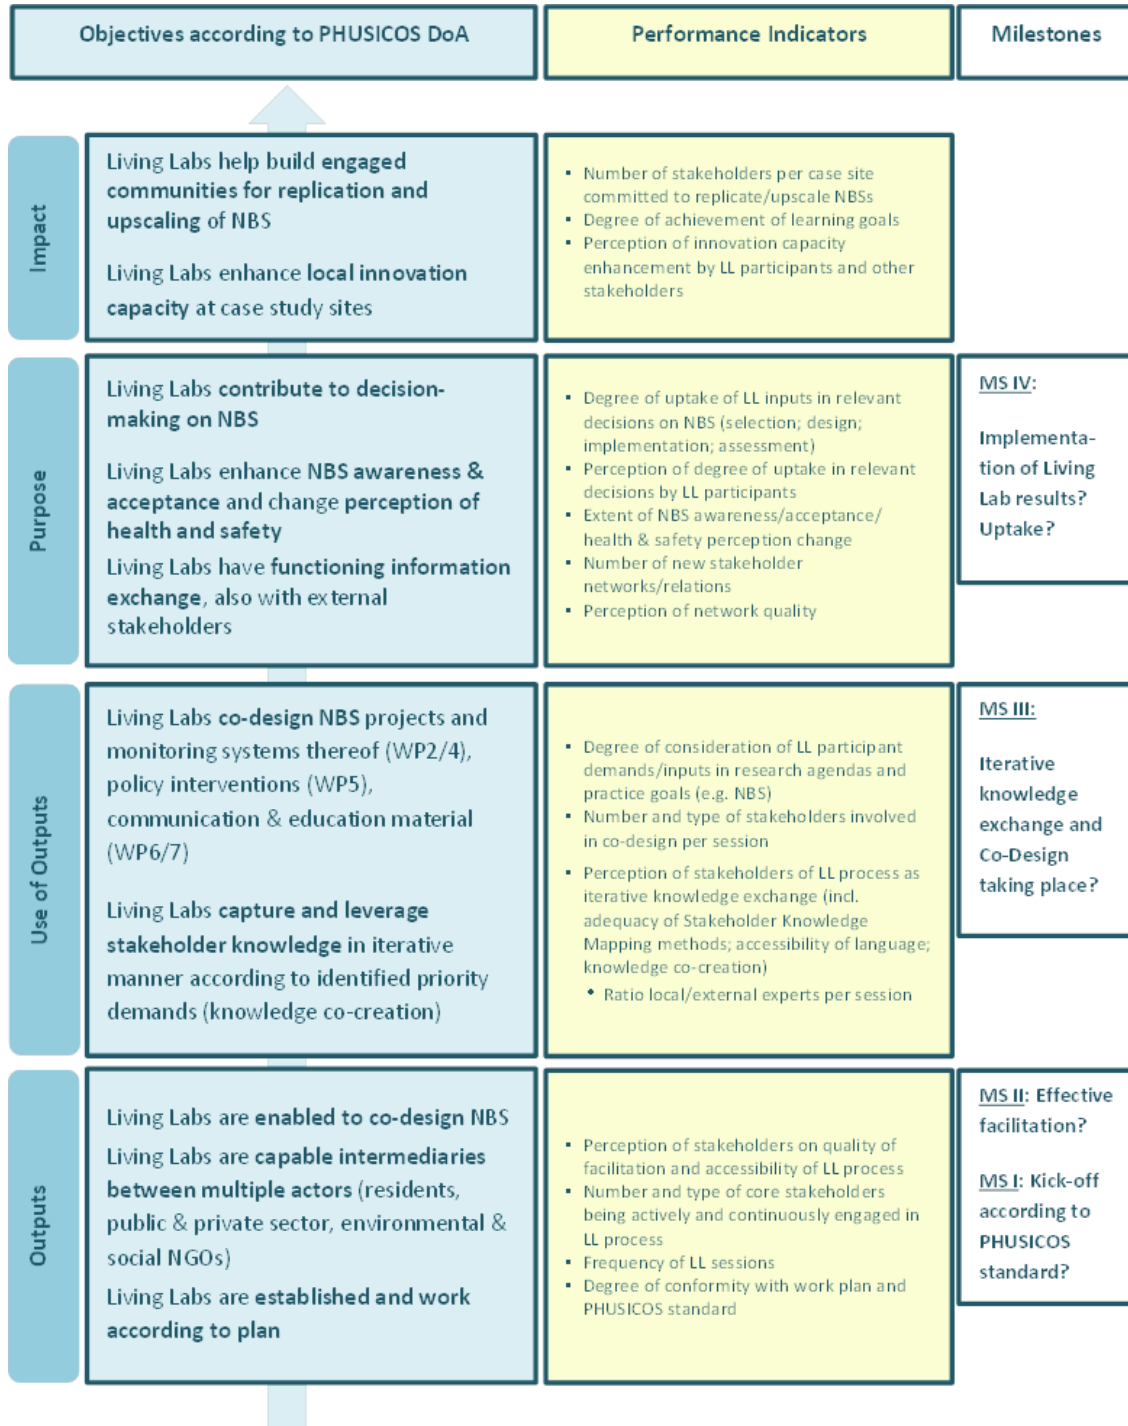 Objectives according to PHUSICOS DoA
Performance Indicators
Milestones
Impact
Living Labs help build engaged
communities for replication and
upscaling of NBS
Living Labs enhance local innovation
capacity at case study sites
▪ Number of stakeholders per case site
committed to replicate/upscale NBSs
▪ Degree of achievement of learning goals
▪ Perception of innovation capacity
enhancement by LL participants and other
stakeholders
Purpose
Living Labs contribute to decision-
making on NBS
Living Labs enhance NBS awareness &
acceptance and change perception of
health and safety
Living Labs have functioning information
exchange, also with external
stakeholders
▪ Degree of uptake of LL inputs in relevant
decisions on NBS (selection; design;
implementation; assessment)
▪ Perception of degree of uptake in relevant
decisions by LL participants
▪ Extent of NBS awareness/acceptance/
health & safety perception change
▪ Number of new stakeholder
networks/relations
▪ Perception of network quality
MS IV:
Implementa-
tion of Living
Lab results?
Uptake?
Use of Outputs
Living Labs co-design NBS projects and
monitoring systems thereof (WP2/4),
policy interventions (WP5),
communication & education material
(WP6/7)
Living Labs capture and leverage
stakeholder knowledge in iterative
manner according to identified priority
demands (knowledge co-creation)
▪ Degree of consideration of LL participant
demands/inputs in research agendas and
practice goals (e.g. NBS)
▪ Number and type of stakeholders involved
in co-design per session
▪ Perception of stakeholders of LL process as
iterative knowledge exchange (incl.
adequacy of Stakeholder Knowledge
Mapping methods; accessibility of language;
knowledge co-creation)
• Ratio local/external experts per session
MS III:
Iterative
knowledge
exchange and
Co-Design
taking place?
Outputs
Living Labs are enabled to co-design NBS
Living Labs are capable intermediaries
between multiple actors (residents,
public & private sector, environmental &
social NGOs)
Living Labs are established and work
according to plan
▪ Perception of stakeholders on quality of
facilitation and accessibility of LL process
▪ Number and type of core stakeholders
being actively and continuously engaged in
LL process
▪ Frequency of LL sessions
▪ Degree of conformity with work plan and
PHUSICOS standard
MS II: Effective
facilitation?
MS I: Kick-off
according to
PHUSICOS
standard?